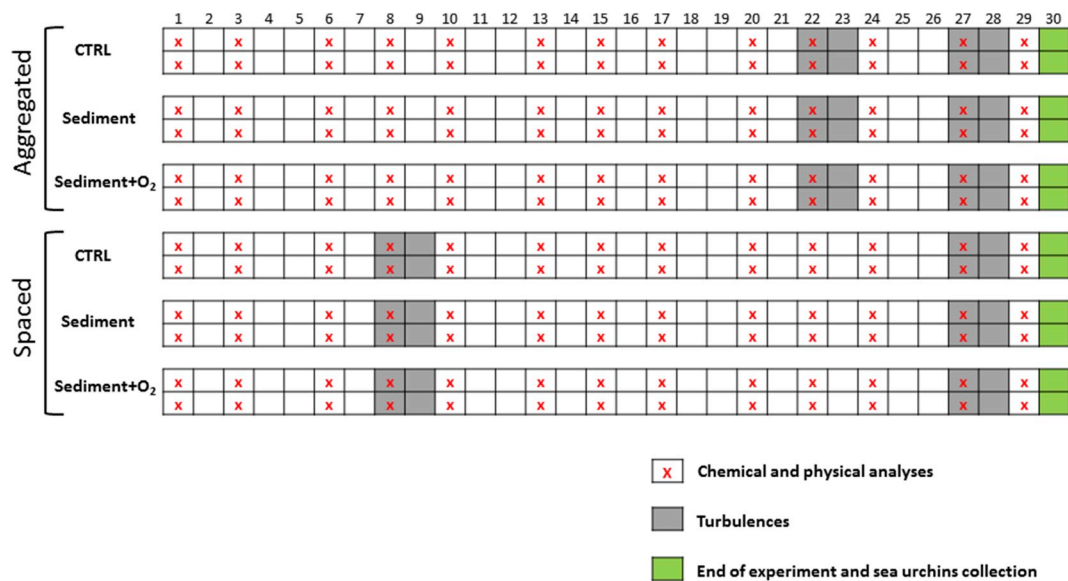 1 2 3 4 5 6 7 8 9 10 11 12 13 14 15 16 17 18 19 20 21 22 23 24 25 26 27 28 29 30
Aggregated
CTRL
x x x x x x x x x x x x x
x x x x x x x x x x x x x
Sediment
x x x x x x x x x x x x x
x x x x x x x x x x x x x
Sediment+O₂
x x x x x x x x x x x x x
x x x x x x x x x x x x x
Spaced
CTRL
x x x x x x x x x x x x x
x x x x x x x x x x x x x
Sediment
x x x x x x x x x x x x x
x x x x x x x x x x x x x
Sediment+O₂
x x x x x x x x x x x x x
x x x x x x x x x x x x x
x Chemical and physical analyses
Turbulences
End of experiment and sea urchins collection